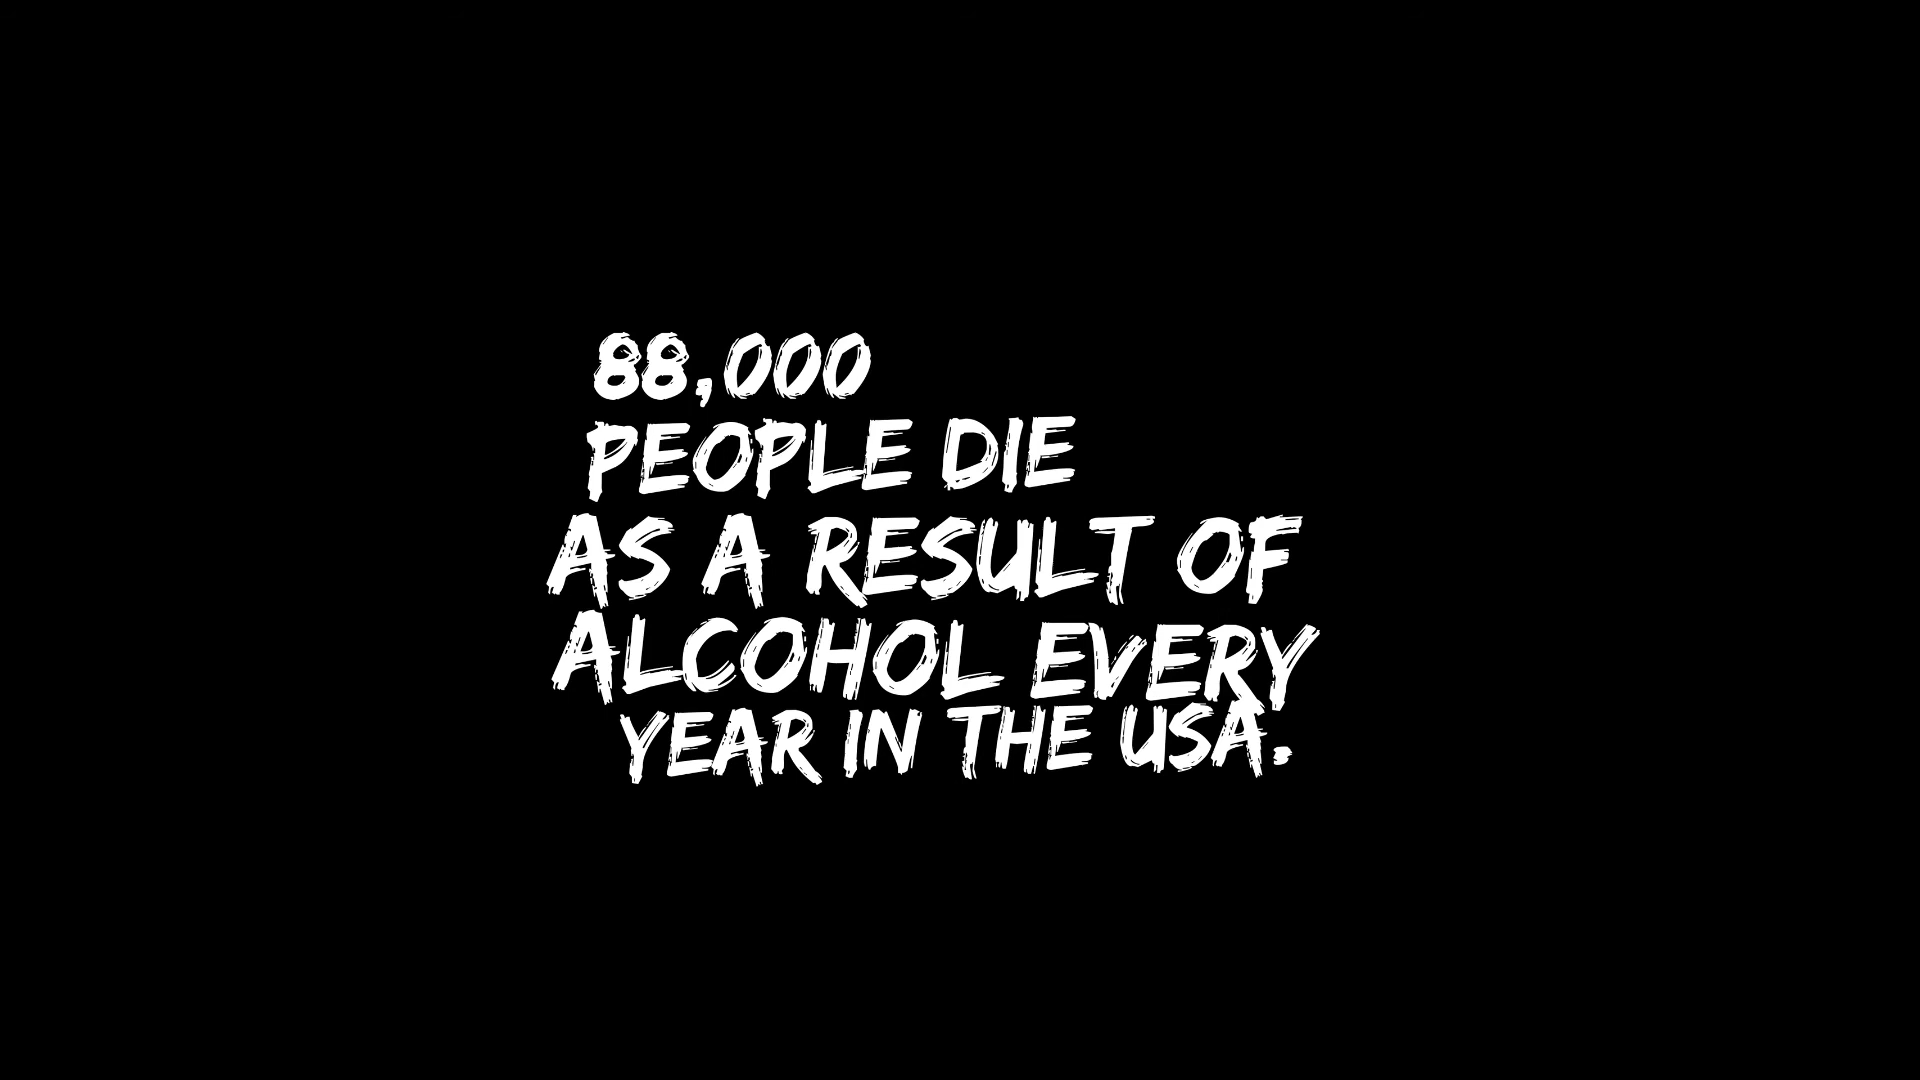 88,000
PEOPLE DIE
AS A RESULT OF
ALCOHOL EVERY
YEAR IN THE USA.